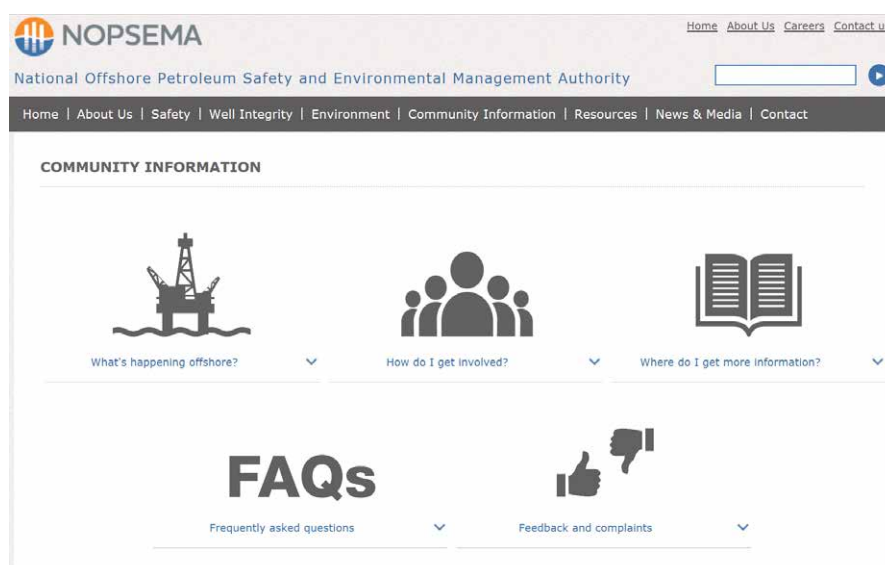 NOPSEMA
Home About Us Careers Contact u
National Offshore Petroleum Safety and Environmental Management Authority
Home | About Us | Safety | Well Integrity | Environment | Community Information | Resources | News & Media | Contact
COMMUNITY INFORMATION
What's happening offshore?
How do I get involved?
Where do I get more information?
FAQs
Frequently asked questions
Feedback and complaints